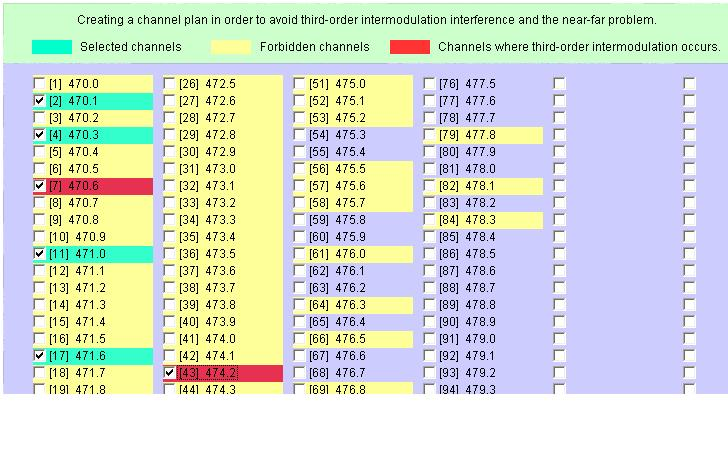 Creating a channel plan in order to avoid third-order intermodulation interference and the near-far problem.
Selected channels Forbidden channels Channels where third-order intermodulation occurs.
[1] 470.0 [26] 472.5 [51] 475.0 [76] 477.5
[2] 470.1 [27] 472.6 [52] 475.1 [77] 477.6
[3] 470.2 [28] 472.7 [53] 475.2 [78] 477.7
[4] 470.3 [29] 472.8 [54] 475.3 [79] 477.8
[5] 470.4 [30] 472.9 [55] 475.4 [80] 477.9
[6] 470.5 [31] 473.0 [56] 475.5 [81] 478.0
[7] 470.6 [32] 473.1 [57] 475.6 [82] 478.1
[8] 470.7 [33] 473.2 [58] 475.7 [83] 478.2
[9] 470.8 [34] 473.3 [59] 475.8 [84] 478.3
[10] 470.9 [35] 473.4 [60] 475.9 [85] 478.4
[11] 471.0 [36] 473.5 [61] 476.0 [86] 478.5
[12] 471.1 [37] 473.6 [62] 476.1 [87] 478.6
[13] 471.2 [38] 473.7 [63] 476.2 [88] 478.7
[14] 471.3 [39] 473.8 [64] 476.3 [89] 478.8
[15] 471.4 [40] 473.9 [65] 476.4 [90] 478.9
[16] 471.5 [41] 474.0 [66] 476.5 [91] 479.0
[17] 471.6 [42] 474.1 [67] 476.6 [92] 479.1
[18] 471.7 [43] 474.2 [68] 476.7 [93] 479.2
[19] 471.8 [44] 474.3 [69] 476.8 [94] 479.3